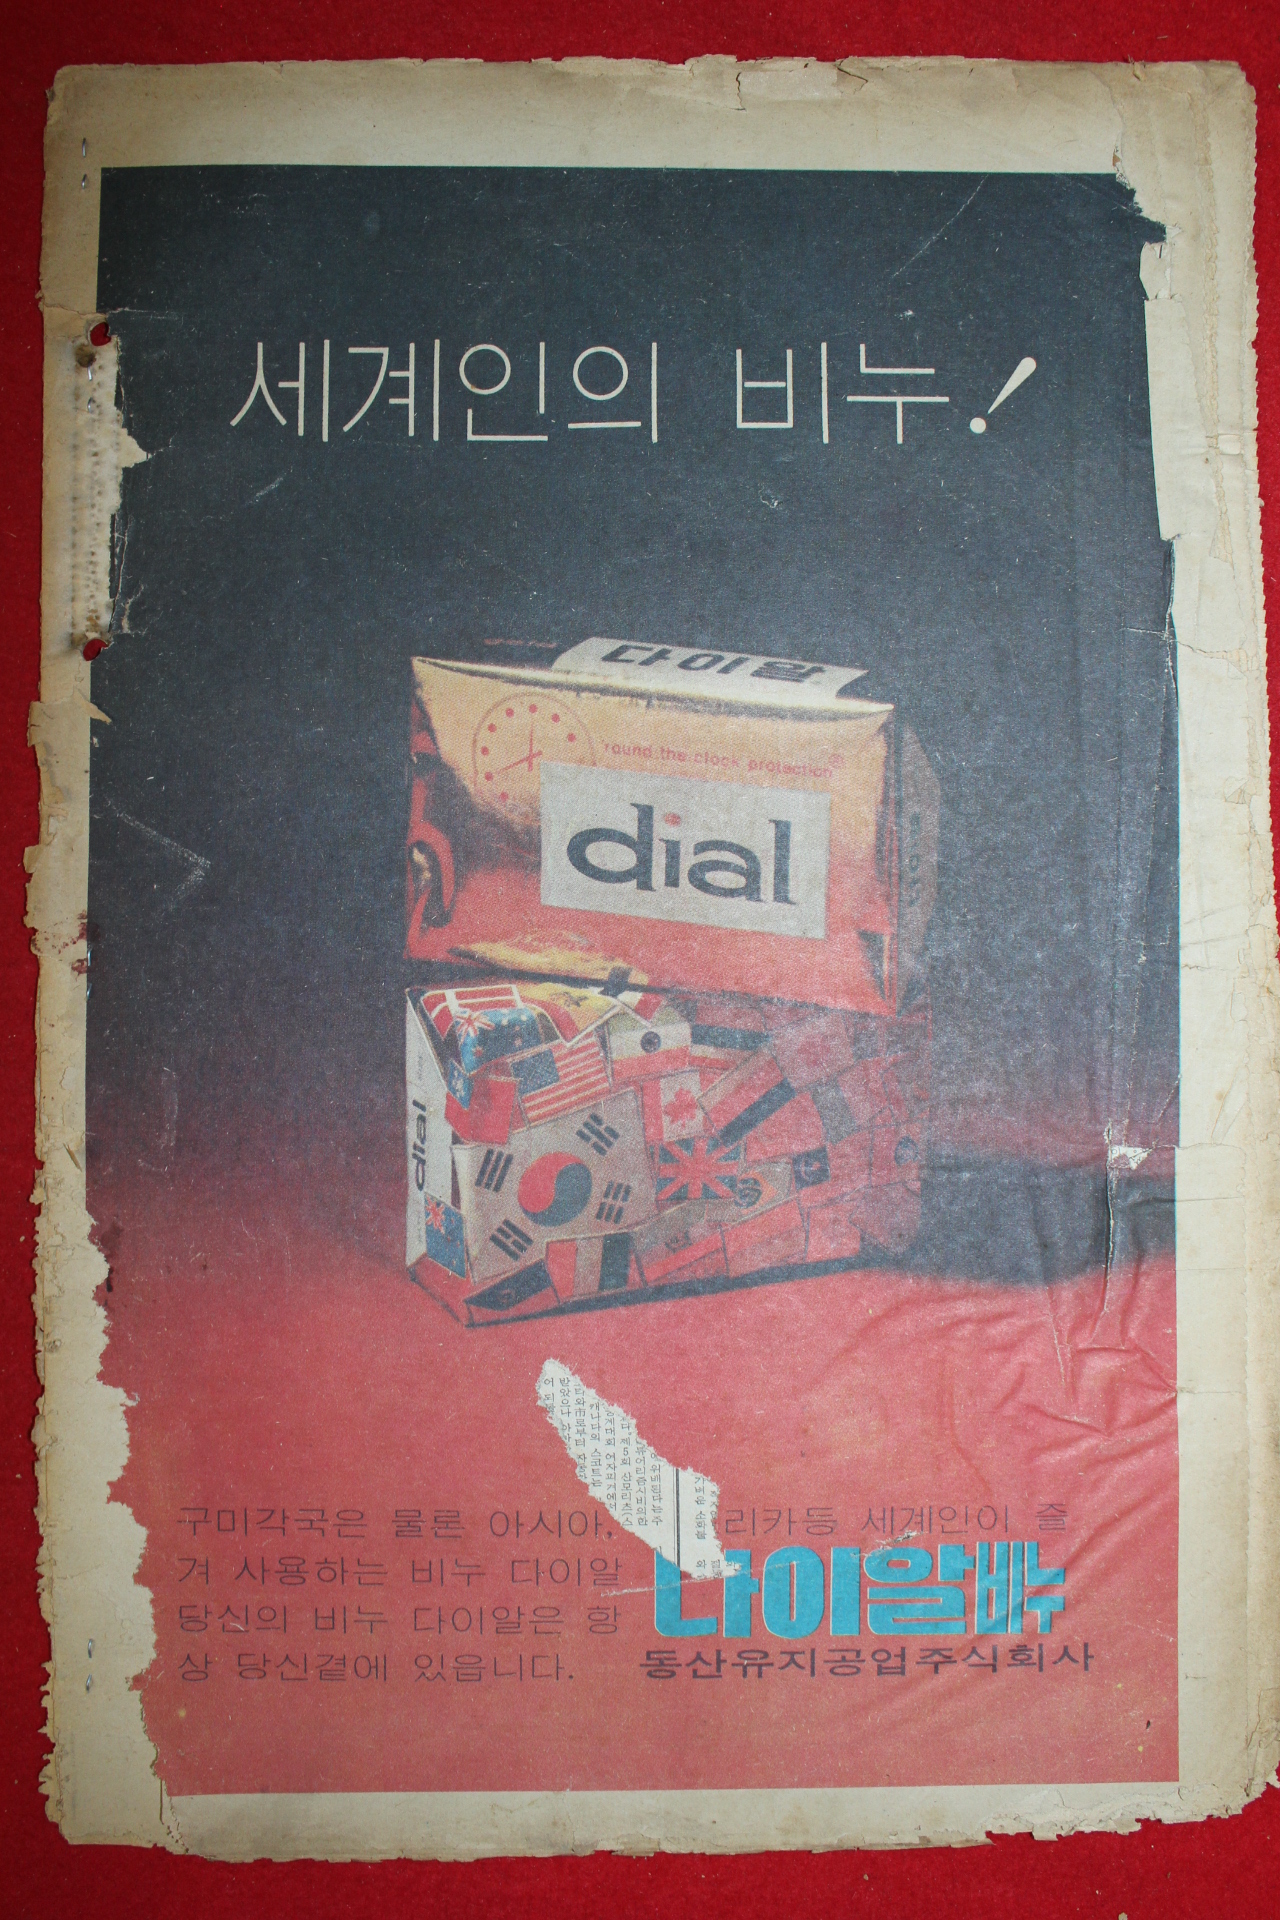 세계인의 비누!
다이알
'round the clock protection®
dial
dial
구미각국은 물론 아시아, 리카등 세계인이 즐
겨 사용하는 비누 다이알
당신의 비누 다이알은 항
상 당신곁에 있읍니다.
다이알비누
동산유지공업주식회사